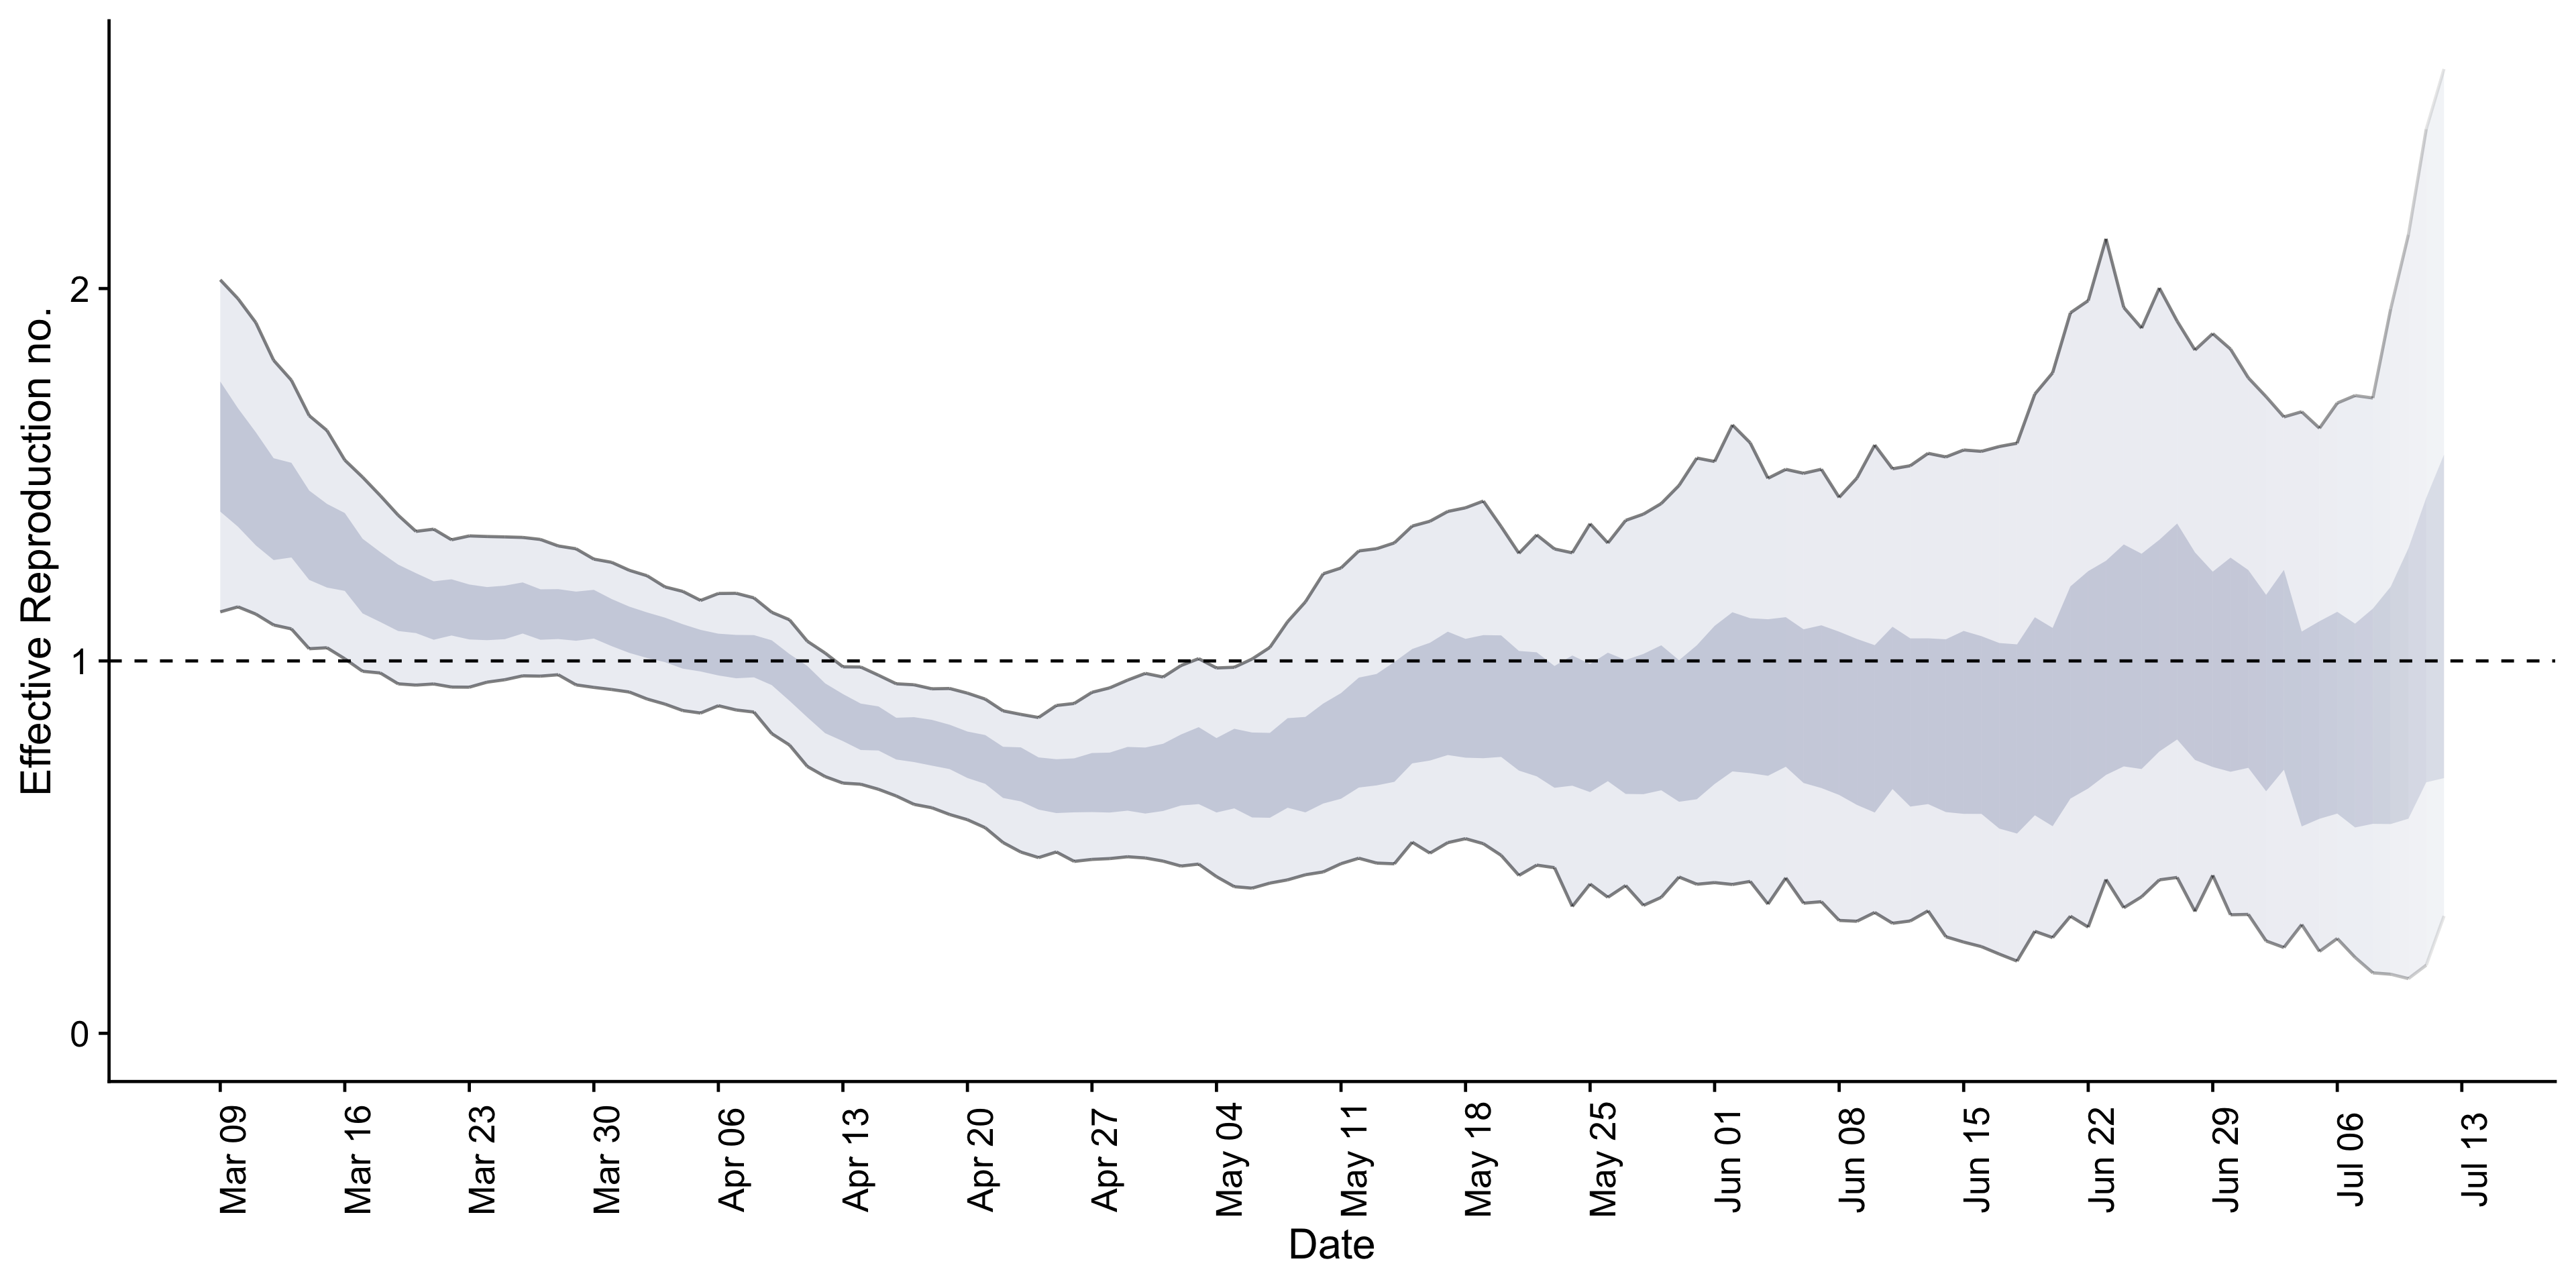 Effective Reproduction no.
2
1
0
Mar 09
Mar 16
Mar 23
Mar 30
Apr 06
Apr 13
Apr 20
Apr 27
May 04
May 11
May 18
May 25
Jun 01
Jun 08
Jun 15
Jun 22
Jun 29
Jul 06
Jul 13
Date